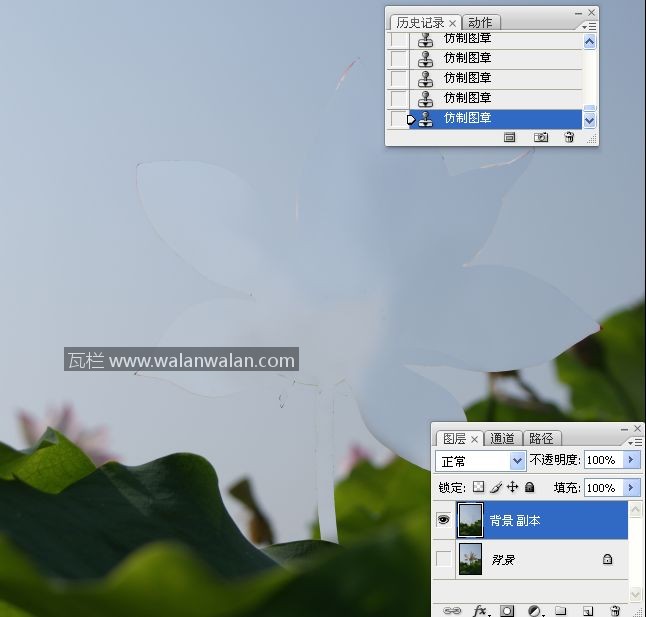 历史记录 × 动作
仿制图章
仿制图章
仿制图章
仿制图章
仿制图章
瓦栏 www.walanwalan.com
图层 × 通道 路径
正常 不透明度: 100%
锁定: 填充: 100%
背景 副本
背景